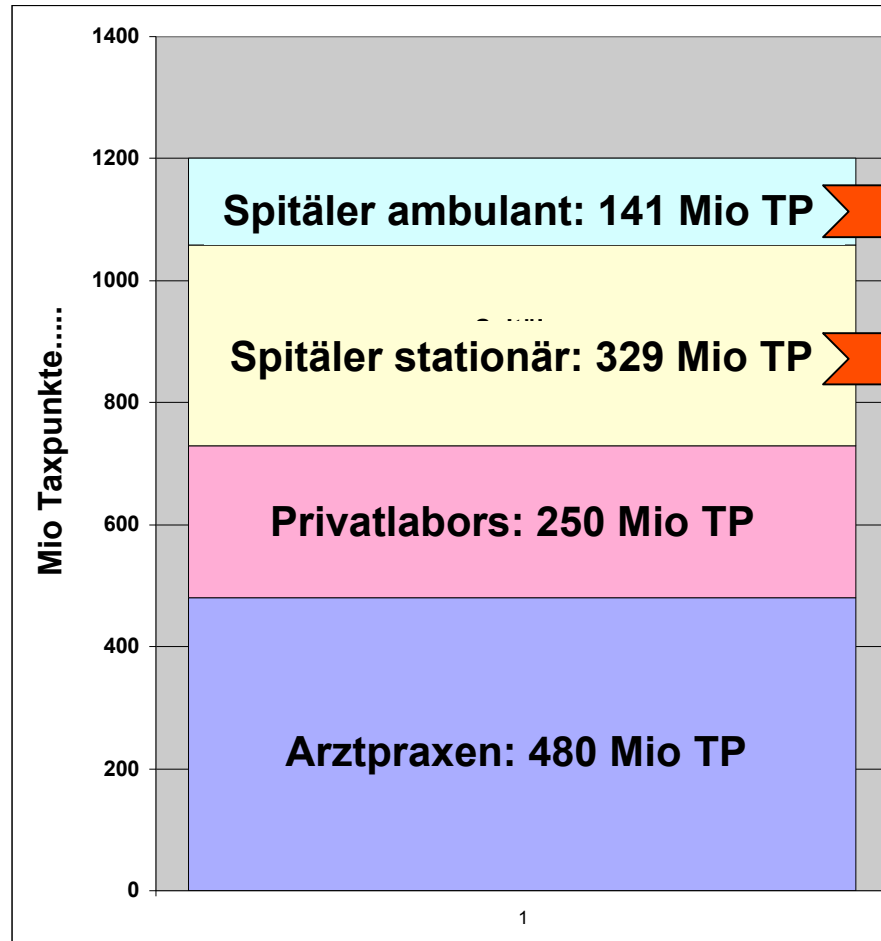 1400
1200
1000
800
600
400
200
0
Mio Taxpunkte.....
Spitäler ambulant: 141 Mio TP
Spitäler stationär: 329 Mio TP
Privatlabors: 250 Mio TP
Arztpraxen: 480 Mio TP
1